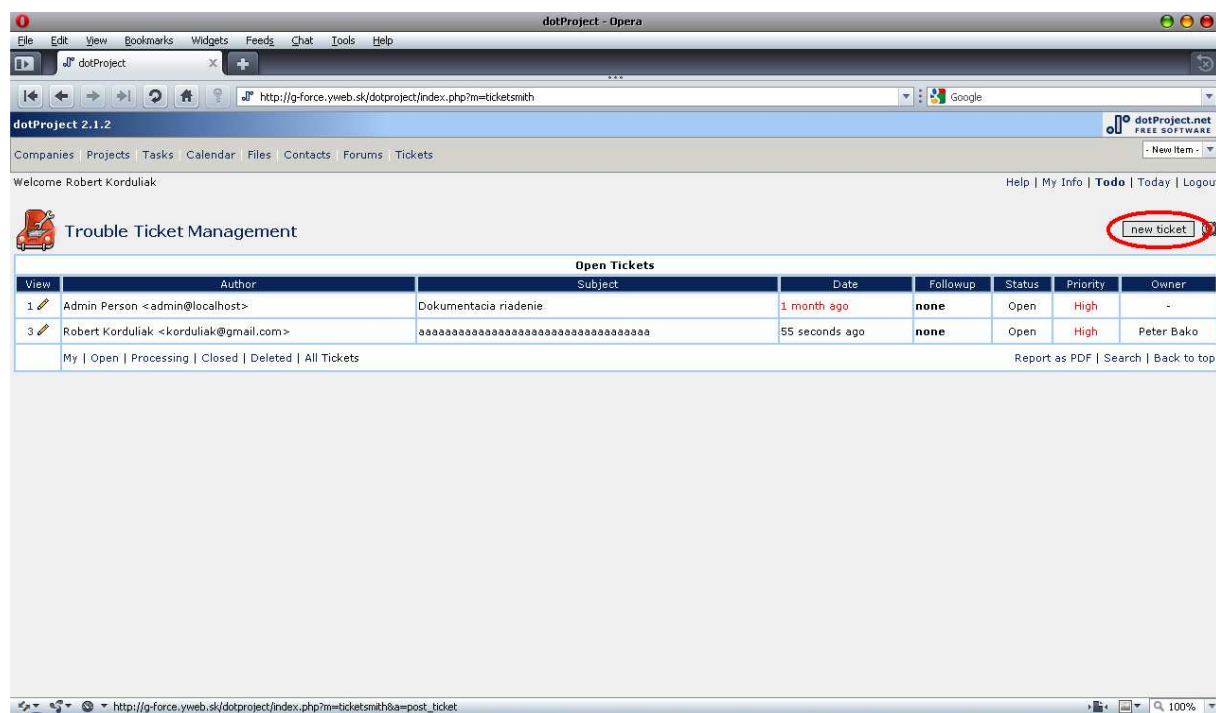 dotProject - Opera
File Edit View Bookmarks Widgets Feeds Chat Tools Help
dotProject
http://g-force.yweb.sk/dotproject/index.php?m=ticketsmith Google
dotProject 2.1.2 dotProject.net
FREE SOFTWARE
Companies Projects Tasks Calendar Files Contacts Forums Tickets - New Item -
Welcome Robert Korduliak Help | My Info | Todo | Today | Logou
Trouble Ticket Management new ticket
Open Tickets
View Author Subject Date Followup Status Priority Owner
1 Admin Person <admin@localhost> Dokumentacia riadenie 1 month ago none Open High -
3 Robert Korduliak <korduliak@gmail.com> aaaaaaaaaaaaaaaaaaaaaaaaaaaaaaaaaaa 55 seconds ago none Open High Peter Bako
My | Open | Processing | Closed | Deleted | All Tickets Report as PDF | Search | Back to top
http://g-force.yweb.sk/dotproject/index.php?m=ticketsmith&a=post_ticket 100%